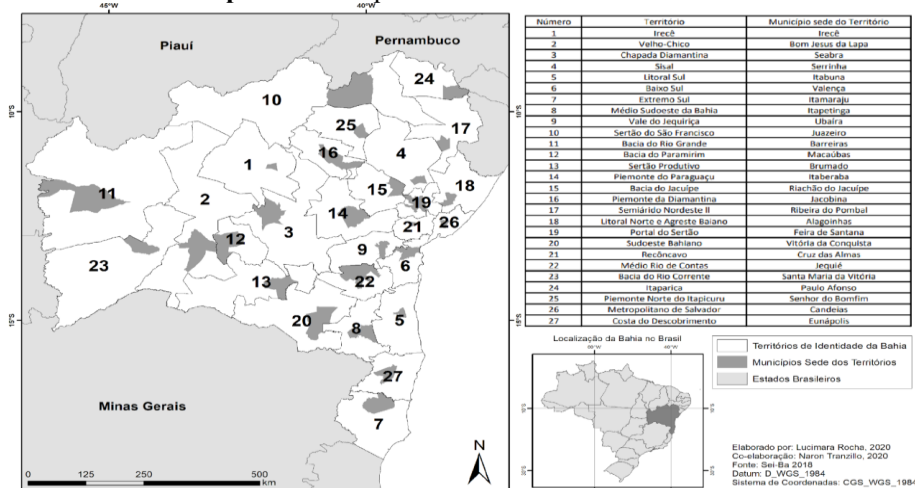 46°W
40°W
Piauí
Pernambuco
24
10
10°S
10°S
25
17
4
16
1
15
18
11
2
19
14
26
21
3
12
9
6
23
22
13
15°S
15°S
20
5
8
27
Minas Gerais
7
N
0 125 250 500
km
Número Território Município sede do Território
1 Irecê Irecê
2 Velho-Chico Bom Jesus da Lapa
3 Chapada Diamantina Seabra
4 Sisal Serrinha
5 Litoral Sul Itabuna
6 Baixo Sul Valença
7 Extremo Sul Itamaraju
8 Médio Sudoeste da Bahia Itapetinga
9 Vale do Jequiriça Ubaíra
10 Sertão do São Francisco Juazeiro
11 Bacia do Rio Grande Barreiras
12 Bacia do Paramirim Macaúbas
13 Sertão Produtivo Brumado
14 Piemonte do Paraguaçu Itaberaba
15 Bacia do Jacuípe Riachão do Jacuípe
16 Piemonte da Diamantina Jacobina
17 Semiárido Nordeste II Ribeira do Pombal
18 Litoral Norte e Agreste Baiano Alagoinhas
19 Portal do Sertão Feira de Santana
20 Sudoeste Bahiano Vitória da Conquista
21 Recôncavo Cruz das Almas
22 Médio Rio de Contas Jequié
23 Bacia do Rio Corrente Santa Maria da Vitória
24 Itaparica Paulo Afonso
25 Piemonte Norte do Itapicuru Senhor do Bomfim
26 Metropolitano de Salvador Candeias
27 Costa do Descobrimento Eunápolis
Localização da Bahia no Brasil
Territórios de Identidade da Bahia
Municípios Sede dos Territórios
Estados Brasileiros
Elaborado por: Lucimara Rocha, 2020
Co-elaboração: Naron Tranzilo, 2020
Fonte: Sei-Ba 2018
Datum: D_WGS_1984
Sistema de Coordenadas: CGS_WGS_1984